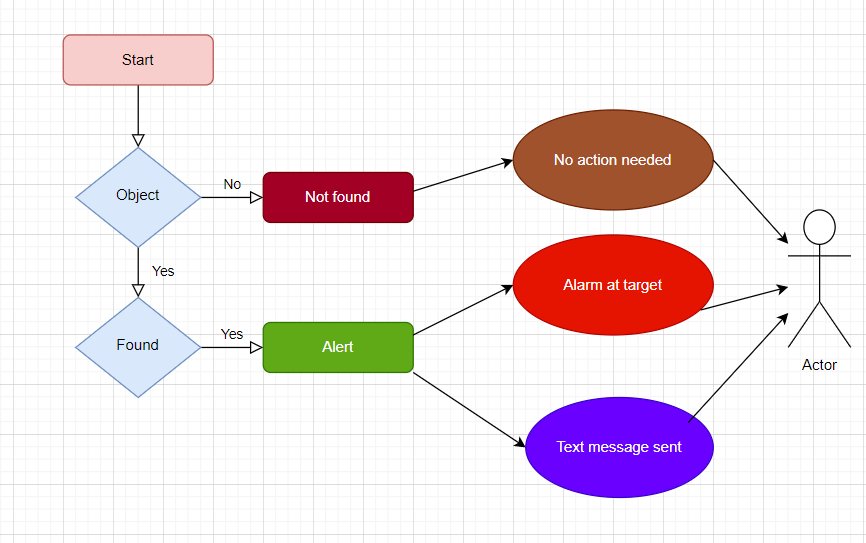 Start
Object
No
Not found
No action needed
Yes
Alarm at target
Found
Yes
Alert
Actor
Text message sent